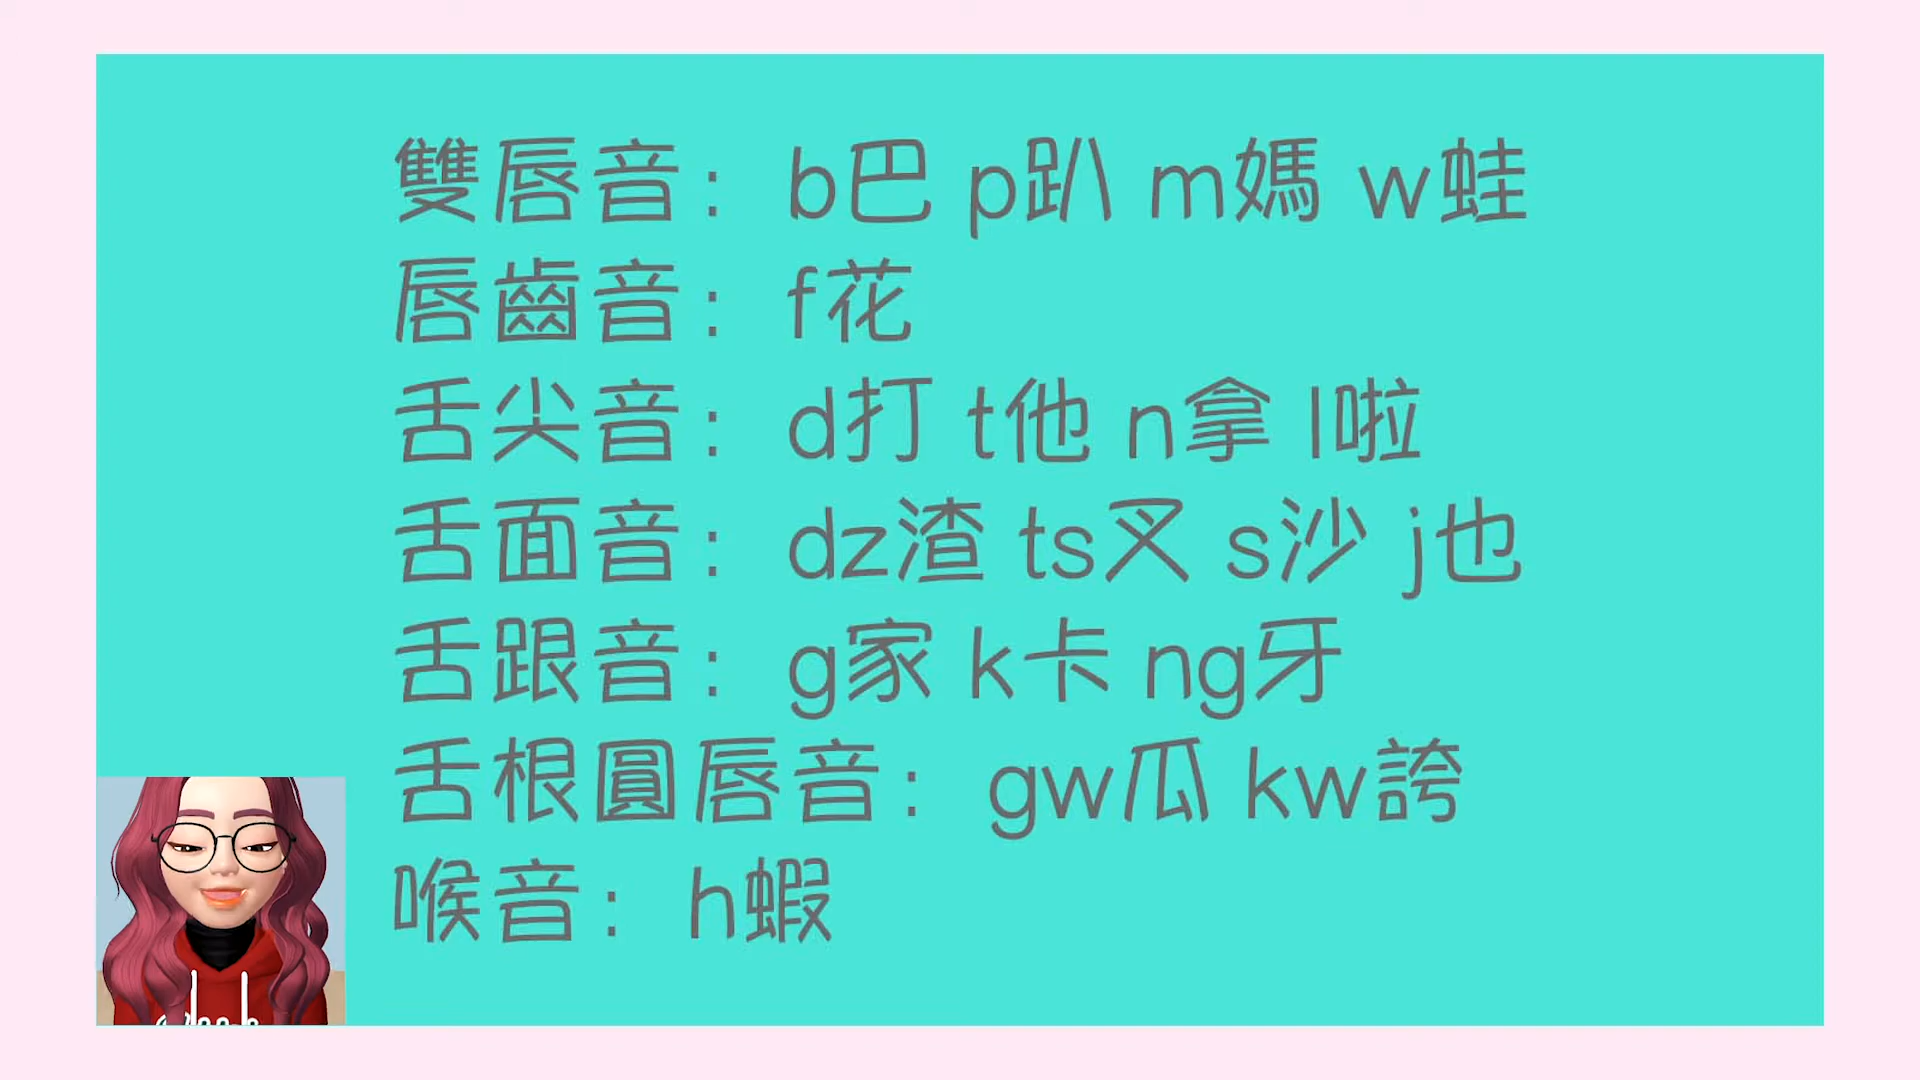 雙唇音：b巴 p趴 m媽 w蛙
唇齒音：f花
舌尖音：d打 t他 n拿 l啦
舌面音：dz渣 ts叉 s沙 j也
舌跟音：g家 k卡 ng牙
舌根圓唇音：gw瓜 kw誇
喉音：h蝦